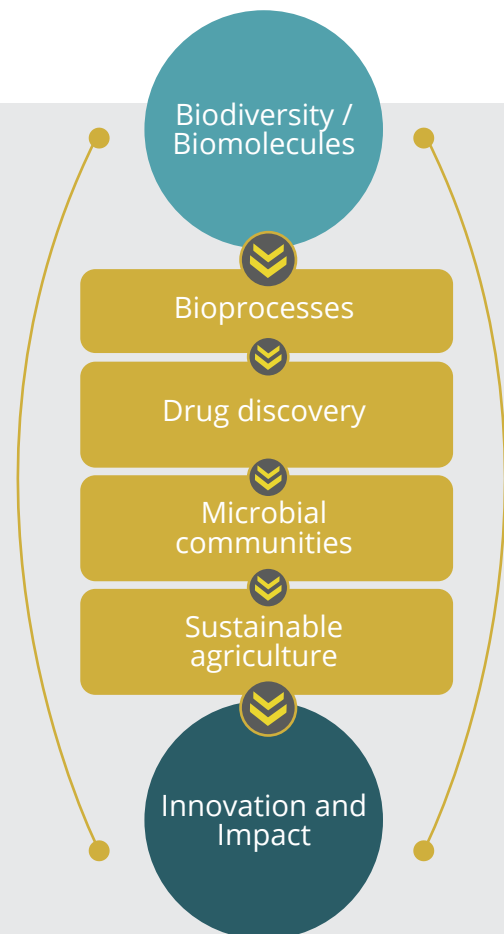 Biodiversity /
Biomolecules
Bioprocesses
Drug discovery
Microbial
communities
Sustainable
agriculture
Innovation and
Impact